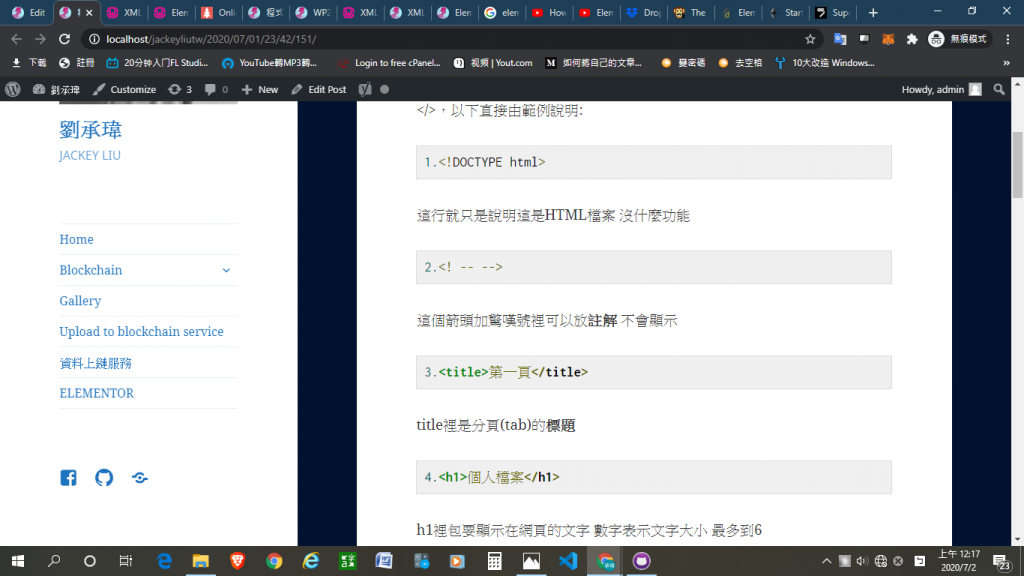 Edit
XML
Elem
Onli
程式
WP2
XML
XML
Elem
elem
How
Elem
Drop
The
Elem
Start
Supe
localhost/jackeyliutw/2020/07/01/23/42/151/
無痕模式
下載
註冊
20分钟入门FL Studi...
YouTube轉MP3轉...
Login to free cPanel...
视频 | Yout.com
如何將自己的文章...
變密碼
去空格
10大改造 Windows...
劉承瑋
Customize
3
0
New
Edit Post
Howdy, admin
劉承瑋
JACKEY LIU
Home
Blockchain
Gallery
Upload to blockchain service
資料上鏈服務
ELEMENTOR
</>，以下直接由範例說明:
1.<!DOCTYPE html>
這行就只是說明這是HTML檔案 沒什麼功能
2.<! -- -->
這個箭頭加驚嘆號裡可以放註解 不會顯示
3.<title>第一頁</title>
title裡是分頁(tab)的標題
4.<h1>個人檔案</h1>
h1裡包要顯示在網頁的文字 數字表示文字大小 最多到6
上午 12:17
2020/7/2
23